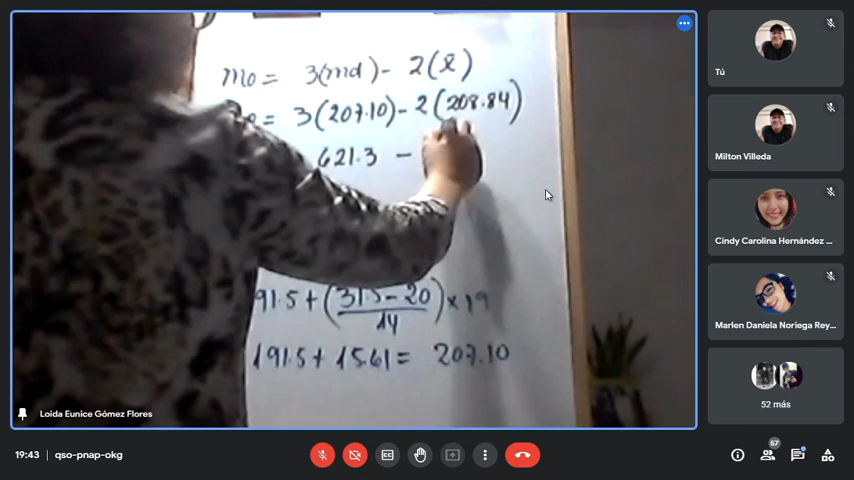 mo = 3(md) - 2(x̄)
= 3(207.10) - 2(208.84)
621.3 -
91.5 + (31.5 - 20 / 14) x 19
191.5 + 15.61 = 207.10
Loida Eunice Gómez Flores
Tú
Milton Villeda
Cindy Carolina Hernández ...
Marlen Daniela Noriega Rey...
52 más
19:43 qso-pnap-okg
67